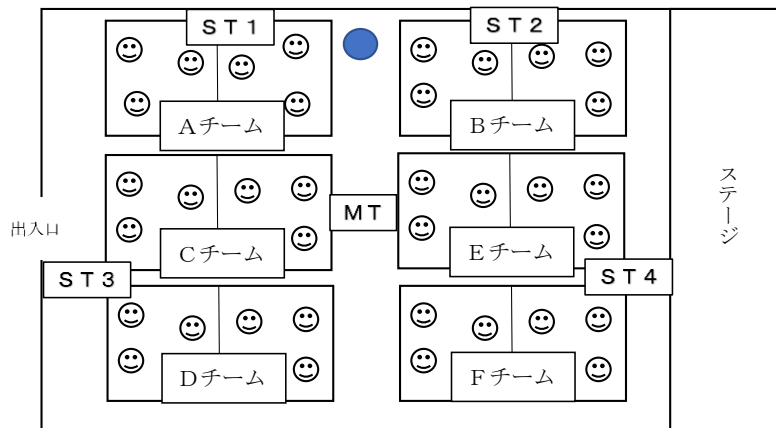 ＳＴ１
ＳＴ２
Ａチーム
Ｂチーム
ステージ
ＭＴ
出入口
Ｃチーム
Ｅチーム
ＳＴ３
ＳＴ４
Ｄチーム
Ｆチーム